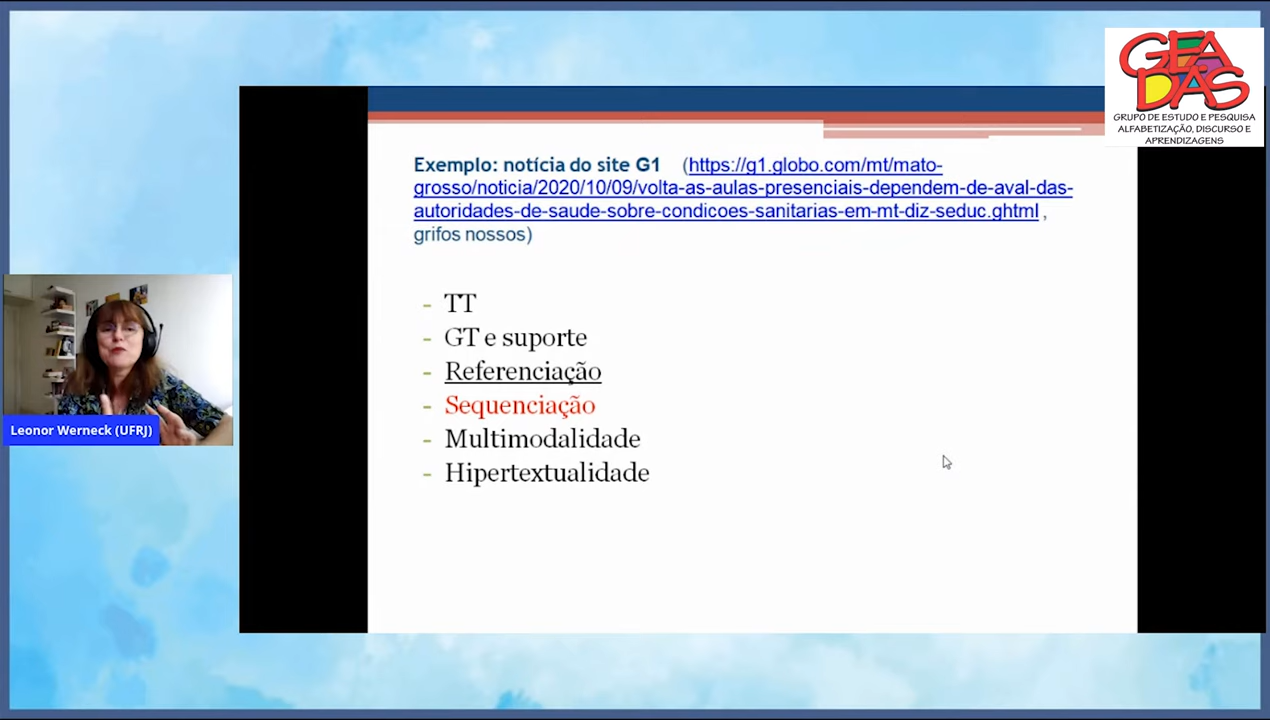 GEA
DAS
GRUPO DE ESTUDO E PESQUISA
ALFABETIZAÇÃO, DISCURSO E
APRENDIZAGENS
Exemplo: notícia do site G1 (https://g1.globo.com/mt/mato-
grosso/noticia/2020/10/09/volta-as-aulas-presenciais-dependem-de-aval-das-
autoridades-de-saude-sobre-condicoes-sanitarias-em-mt-diz-seduc.ghtml ,
grifos nossos)
- TT
- GT e suporte
- Referenciação
- Sequenciação
- Multimodalidade
- Hipertextualidade
Leonor Werneck (UFRJ)